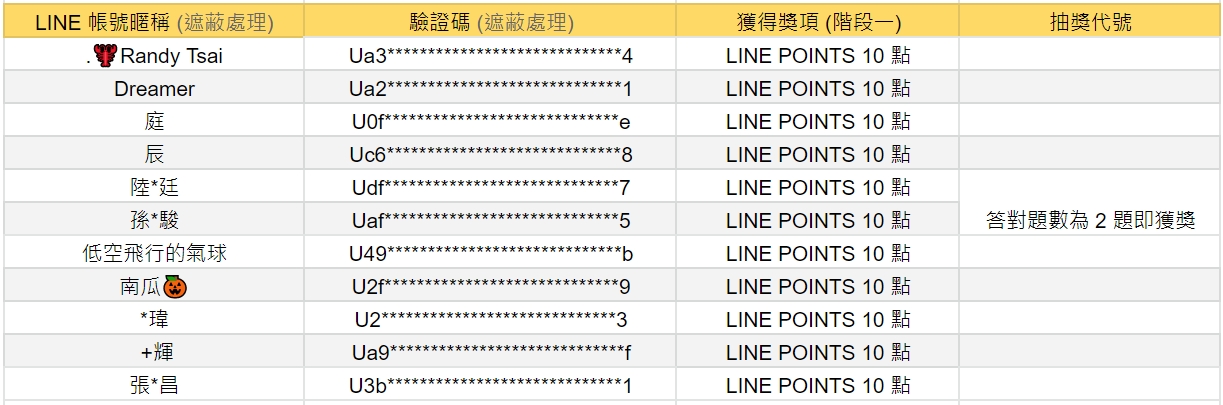 LINE 帳號暱稱 (遮蔽處理) 驗證碼 (遮蔽處理) 獲得獎項 (階段一) 抽獎代號
.🦞Randy Tsai Ua3*****************************4 LINE POINTS 10 點
Dreamer Ua2*****************************1 LINE POINTS 10 點
庭 U0f*****************************e LINE POINTS 10 點
辰 Uc6*****************************8 LINE POINTS 10 點
陸*廷 Udf*****************************7 LINE POINTS 10 點
孫*駿 Uaf*****************************5 LINE POINTS 10 點 答對題數為 2 題即獲獎
低空飛行的氣球 U49*****************************b LINE POINTS 10 點
南瓜🎃 U2f*****************************9 LINE POINTS 10 點
*瑋 U2*****************************3 LINE POINTS 10 點
+輝 Ua9*****************************f LINE POINTS 10 點
張*昌 U3b*****************************1 LINE POINTS 10 點